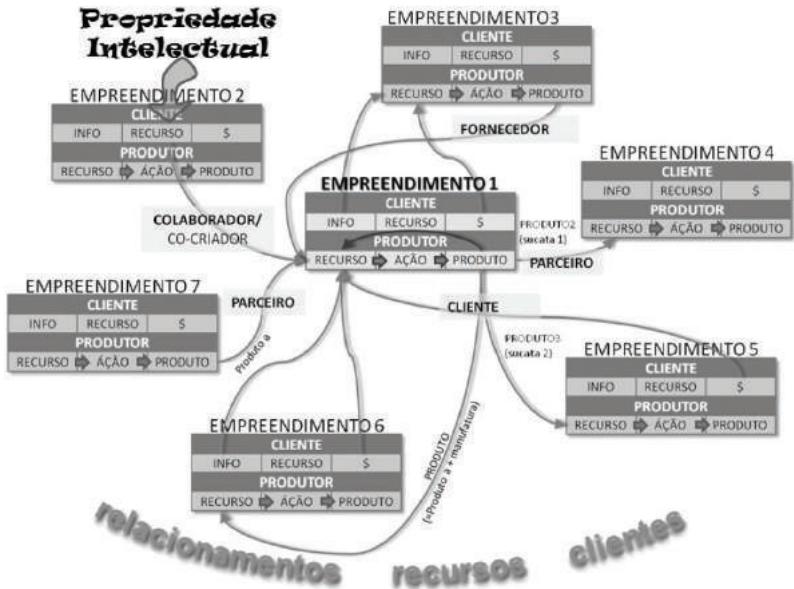 Propriedade
Intelectual
EMPREENDIMENTO3
CLIENTE
INFO RECURSO $
PRODUTOR
RECURSO AÇÃO PRODUTO
FORNECEDOR
EMPREENDIMENTO 2
CLIENTE
INFO RECURSO $
PRODUTOR
RECURSO AÇÃO PRODUTO
COLABORADOR/
CO-CRIADOR
EMPREENDIMENTO 1
CLIENTE
INFO RECURSO $
PRODUTOR
RECURSO AÇÃO PRODUTO
PRODUTO2
(sucata 1)
PARCEIRO
EMPREENDIMENTO 4
CLIENTE
INFO RECURSO $
PRODUTOR
RECURSO AÇÃO PRODUTO
EMPREENDIMENTO 7
CLIENTE
INFO RECURSO $
PRODUTOR
RECURSO AÇÃO PRODUTO
PARCEIRO
Produto a
CLIENTE
PRODUTO3
(sucata 2)
EMPREENDIMENTO 5
CLIENTE
INFO RECURSO $
PRODUTOR
RECURSO AÇÃO PRODUTO
EMPREENDIMENTO 6
CLIENTE
INFO RECURSO $
PRODUTOR
RECURSO AÇÃO PRODUTO
PRODUTO
(=Produto a + manufatura)
relacionamentos recursos clientes